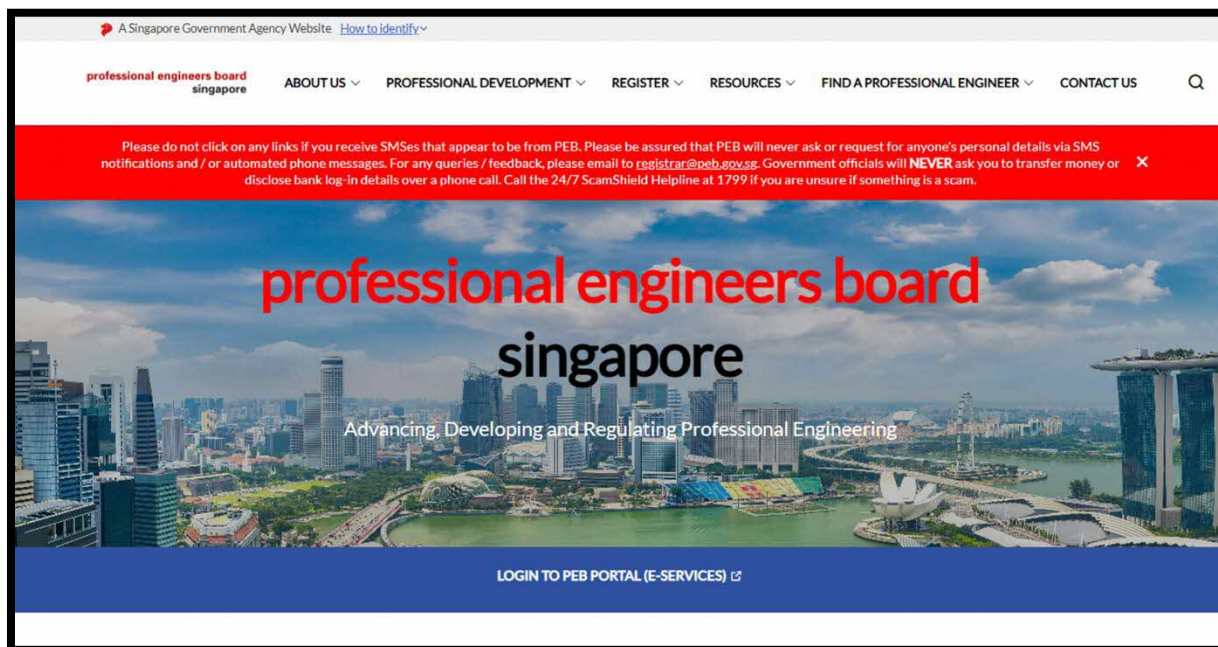 A Singapore Government Agency Website How to identify
professional engineers board
singapore
ABOUT US PROFESSIONAL DEVELOPMENT REGISTER RESOURCES FIND A PROFESSIONAL ENGINEER CONTACT US
Please do not click on any links if you receive SMSes that appear to be from PEB. Please be assured that PEB will never ask or request for anyone's personal details via SMS
notifications and / or automated phone messages. For any queries / feedback, please email to registrar@peb.gov.sg. Government officials will NEVER ask you to transfer money or
disclose bank log-in details over a phone call. Call the 24/7 ScamShield Helpline at 1799 if you are unsure if something is a scam.
professional engineers board
singapore
Advancing, Developing and Regulating Professional Engineering
LOGIN TO PEB PORTAL (E-SERVICES)